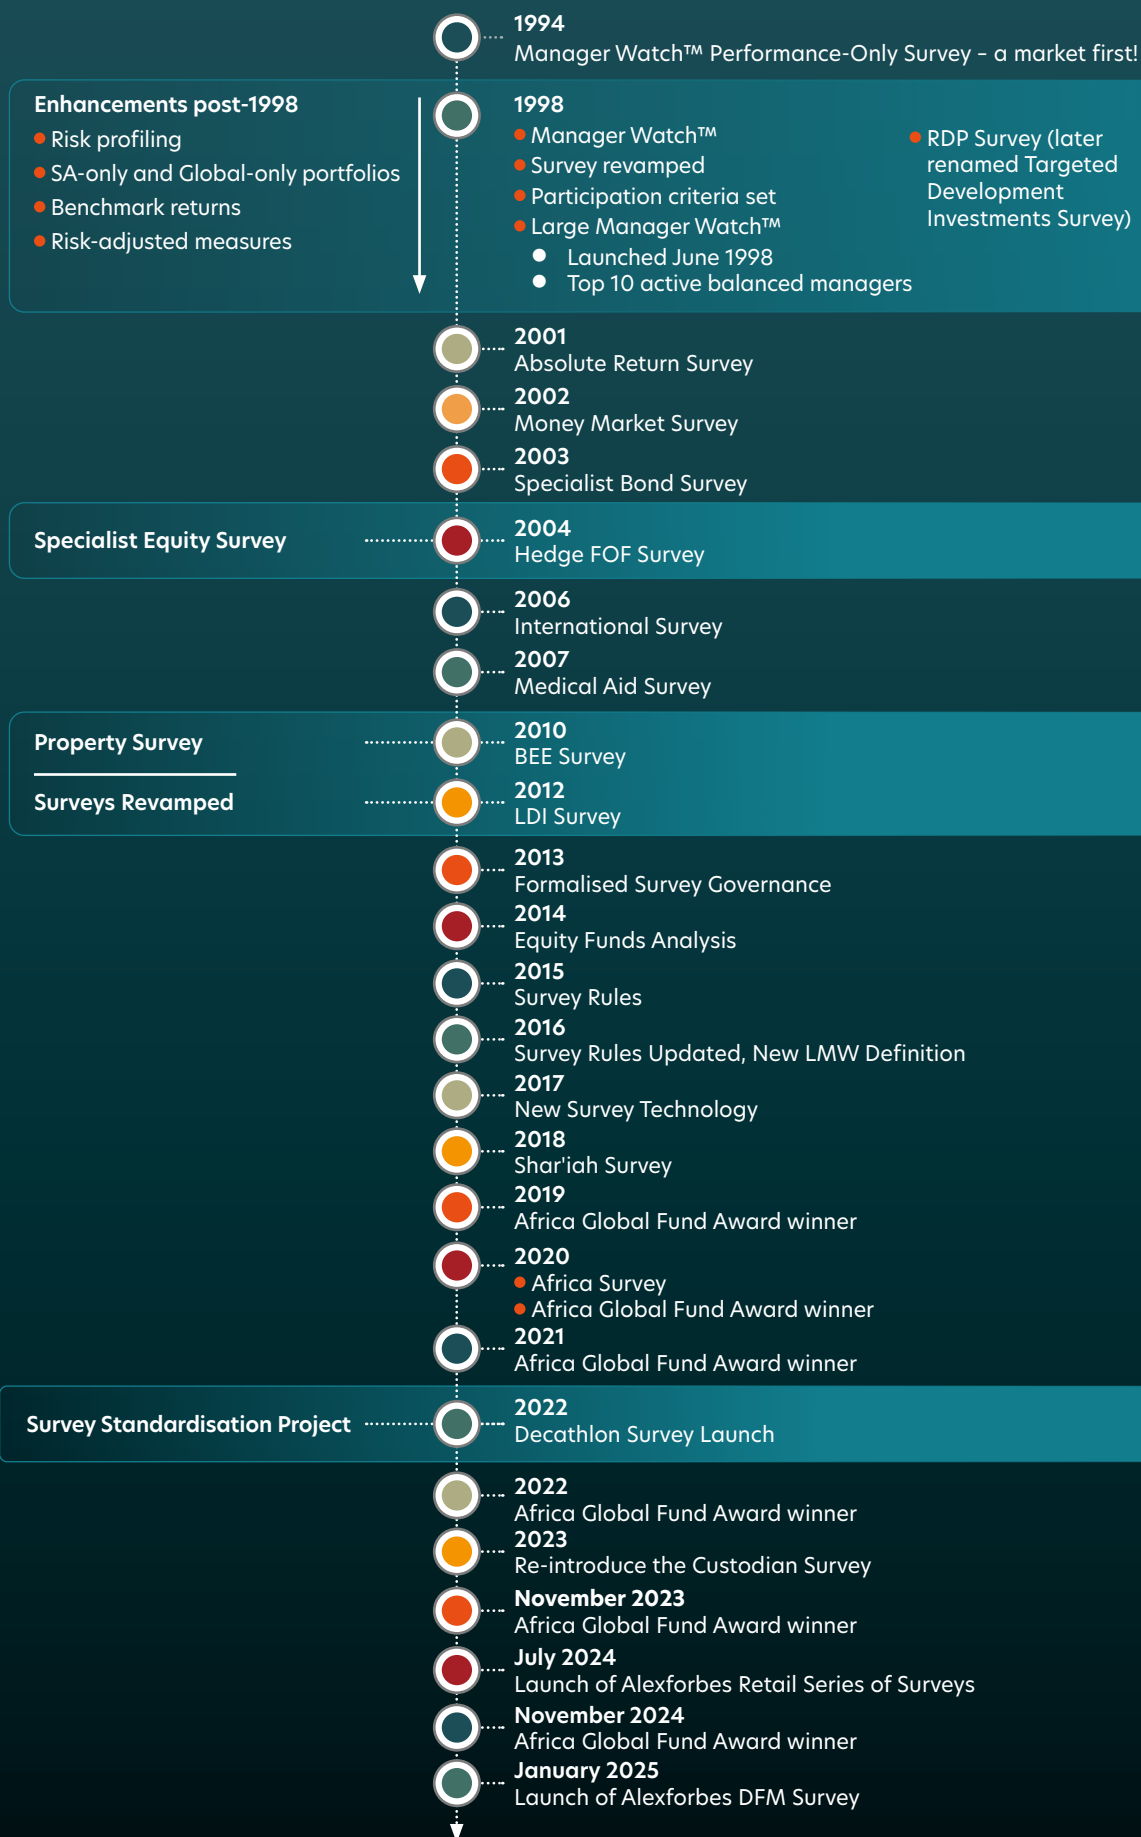 1994
Manager Watch™ Performance-Only Survey – a market first!
Enhancements post-1998
Risk profiling
SA-only and Global-only portfolios
Benchmark returns
Risk-adjusted measures
1998
Manager Watch™
Survey revamped
Participation criteria set
Large Manager Watch™
Launched June 1998
Top 10 active balanced managers
RDP Survey (later
renamed Targeted
Development
Investments Survey)
2001
Absolute Return Survey
2002
Money Market Survey
2003
Specialist Bond Survey
Specialist Equity Survey
2004
Hedge FOF Survey
2006
International Survey
2007
Medical Aid Survey
Property Survey
2010
BEE Survey
Surveys Revamped
2012
LDI Survey
2013
Formalised Survey Governance
2014
Equity Funds Analysis
2015
Survey Rules
2016
Survey Rules Updated, New LMW Definition
2017
New Survey Technology
2018
Shar'iah Survey
2019
Africa Global Fund Award winner
2020
Africa Survey
Africa Global Fund Award winner
2021
Africa Global Fund Award winner
Survey Standardisation Project
2022
Decathlon Survey Launch
2022
Africa Global Fund Award winner
2023
Re-introduce the Custodian Survey
November 2023
Africa Global Fund Award winner
July 2024
Launch of Alexforbes Retail Series of Surveys
November 2024
Africa Global Fund Award winner
January 2025
Launch of Alexforbes DFM Survey